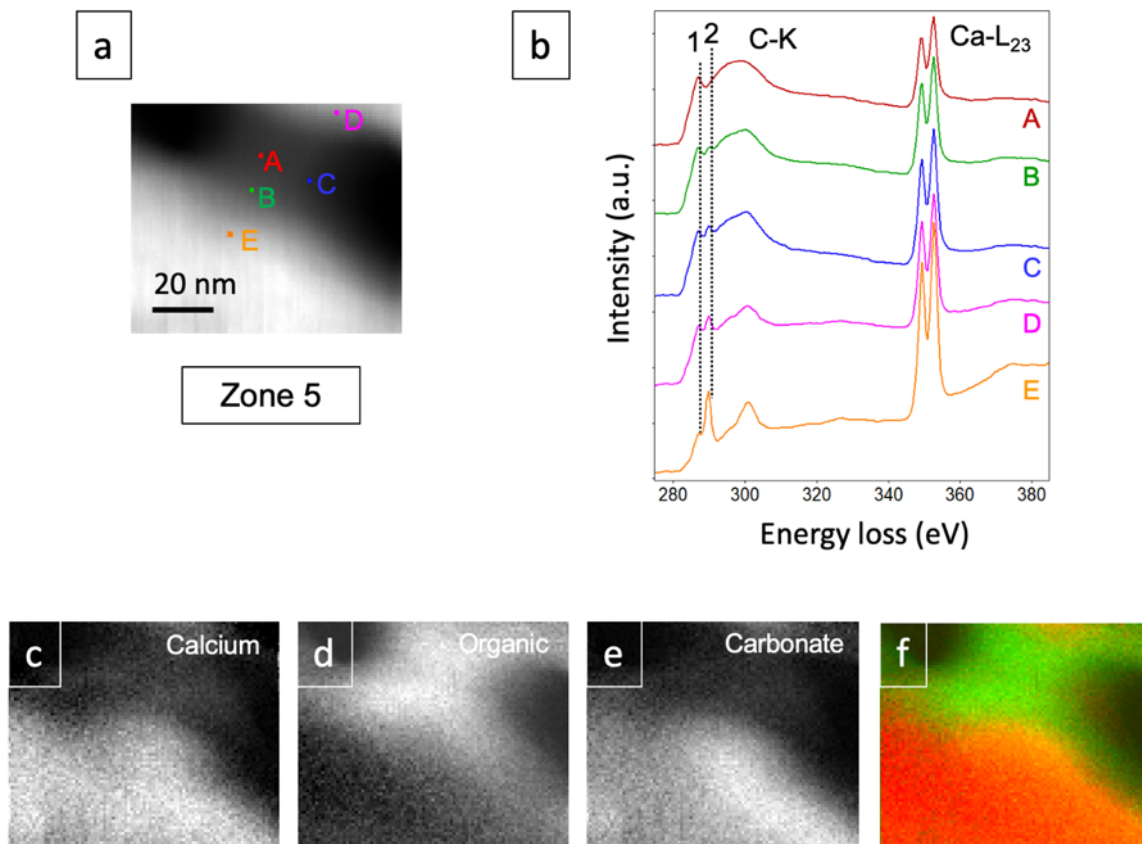 a
D
A
C
B
E
20 nm
Zone 5
b
1 2 C-K Ca-L23
A
B
C
D
E
Intensity (a.u.)
280 300 320 340 360 380
Energy loss (eV)
c Calcium
d Organic
e Carbonate
f